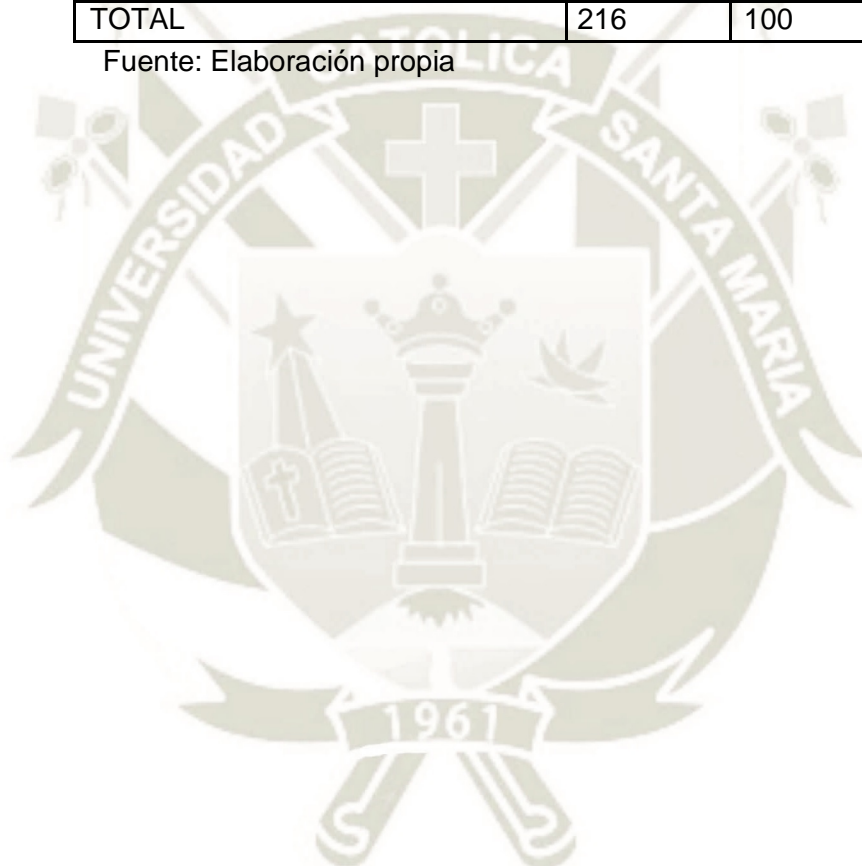 TOTAL 216 100
Fuente: Elaboración propia
UNIVERSIDAD CATOLICA SANTA MARIA
1961